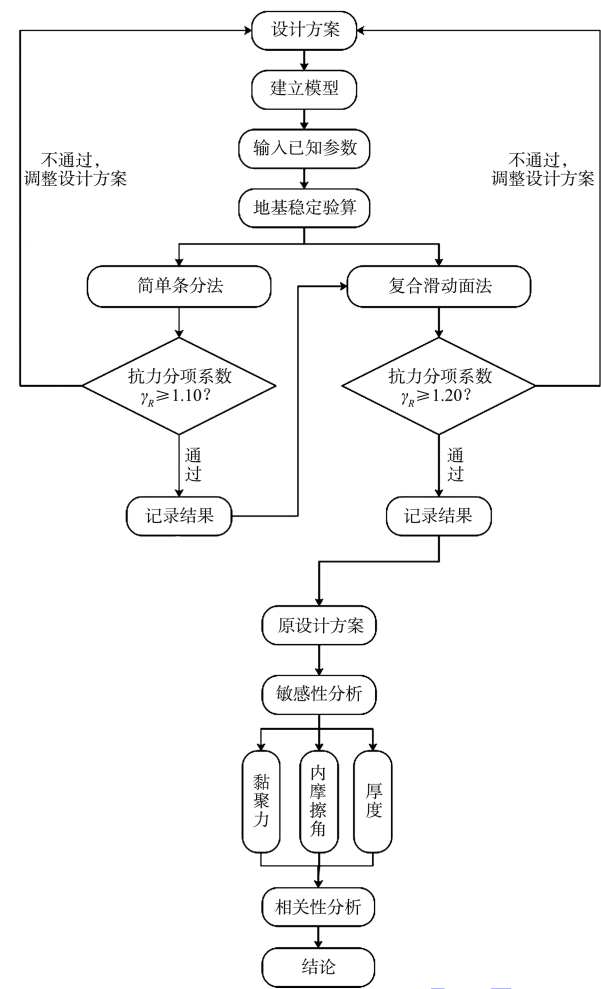 设计方案
建立模型
输入已知参数
地基稳定验算
不通过，
调整设计方案
不通过，
调整设计方案
简单条分法
复合滑动面法
抗力分项系数
γR≥1.10？
抗力分项系数
γR≥1.20？
通过
通过
记录结果
记录结果
原设计方案
敏感性分析
黏聚力
内摩擦角
厚度
相关性分析
结论